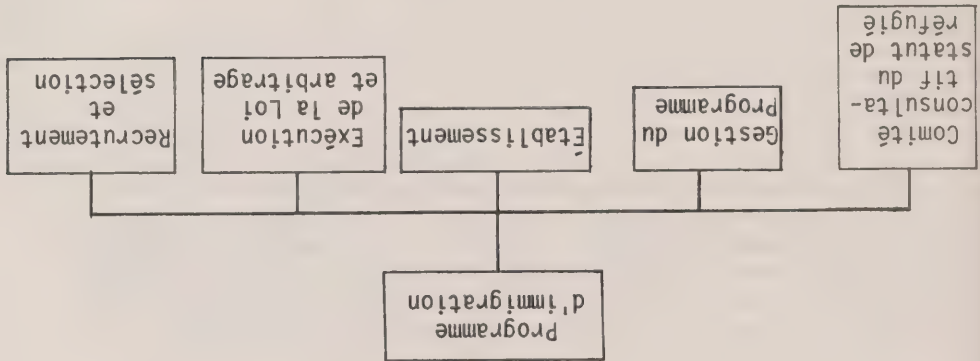 Programme
d'immigration
Comité
consulta-
tif du
statut de
réfugié
Gestion du
Programme
Établissement
Exécution
de la Loi
et arbitrage
Recrutement
et
sélection